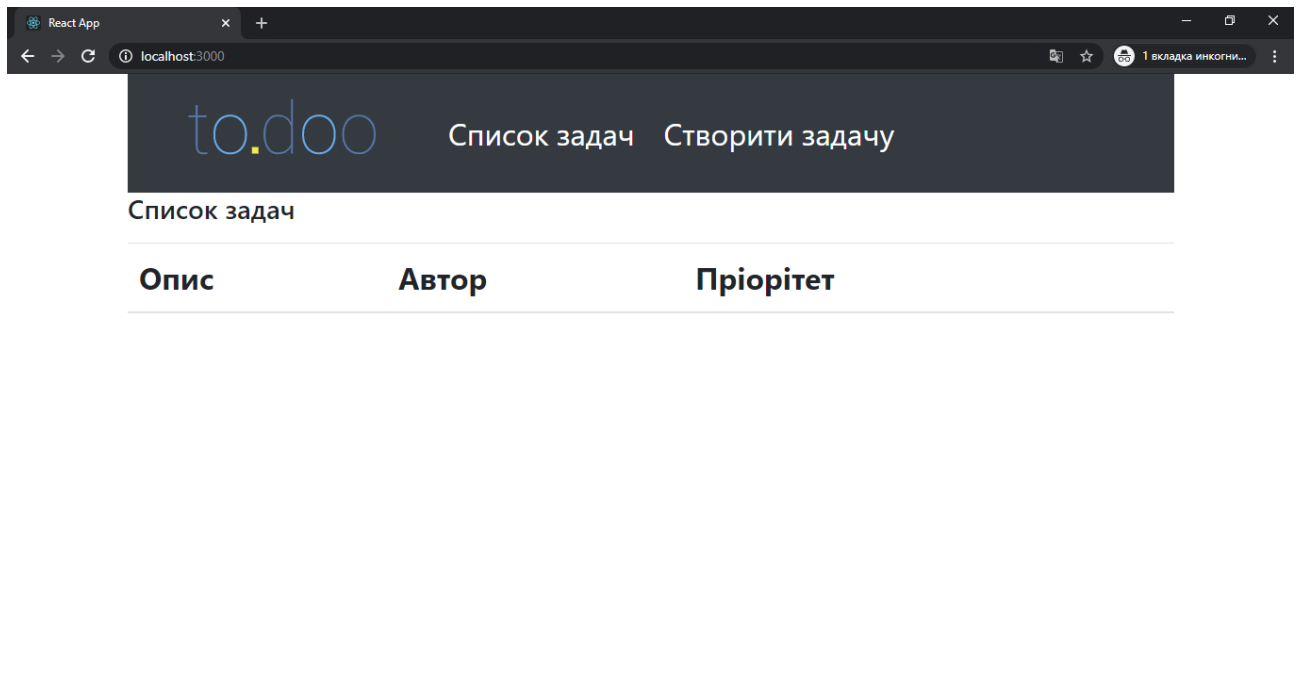 React App
localhost:3000
1 вкладка инкогни...
to.doo Список задач Створити задачу
Список задач
Опис Автор Пріорітет